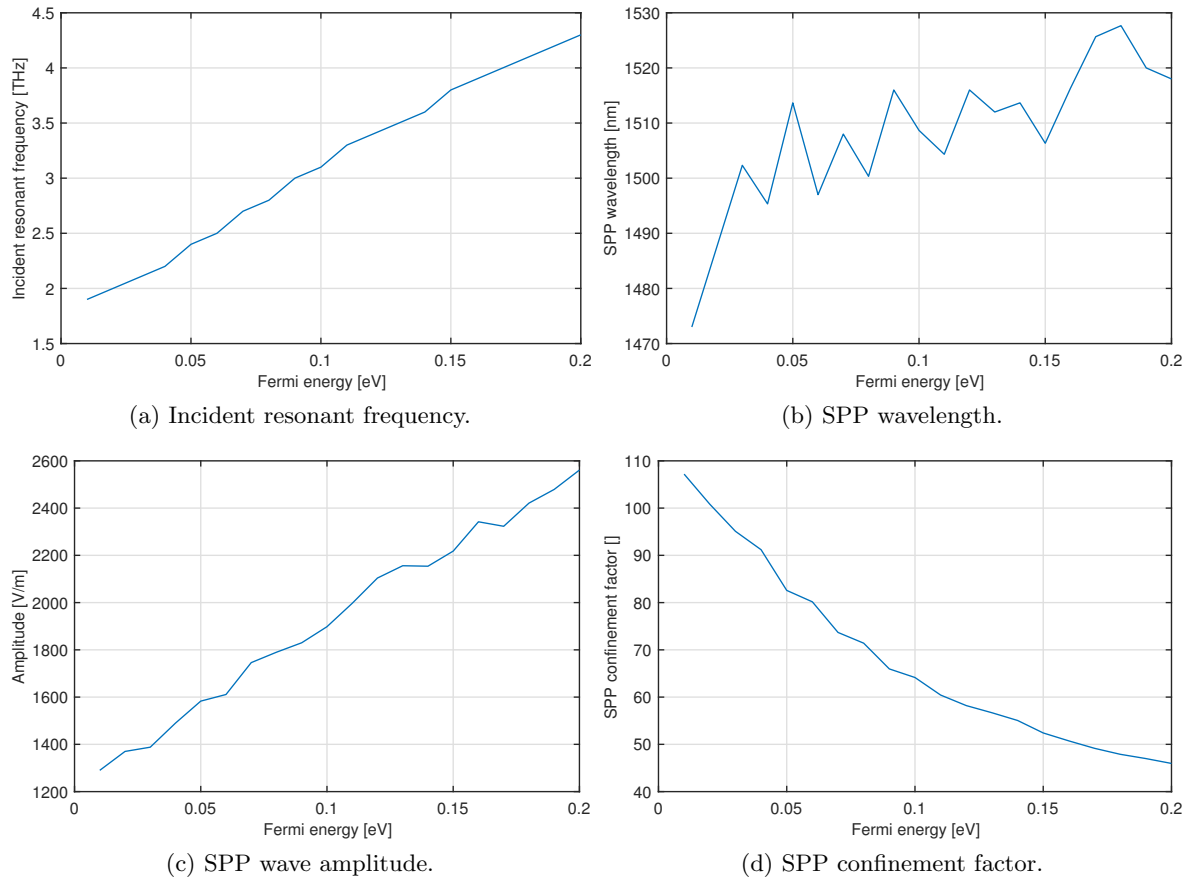 4.5
4
3.5
3
2.5
2
1.5
0 0.05 0.1 0.15 0.2
Incident resonant frequency [THz]
Fermi energy [eV]
(a) Incident resonant frequency.
1530
1520
1510
1500
1490
1480
1470
0 0.05 0.1 0.15 0.2
SPP wavelength [nm]
Fermi energy [eV]
(b) SPP wavelength.
2600
2400
2200
2000
1800
1600
1400
1200
0 0.05 0.1 0.15 0.2
Amplitude [V/m]
Fermi energy [eV]
(c) SPP wave amplitude.
110
100
90
80
70
60
50
40
0 0.05 0.1 0.15 0.2
SPP confinement factor []
Fermi energy [eV]
(d) SPP confinement factor.